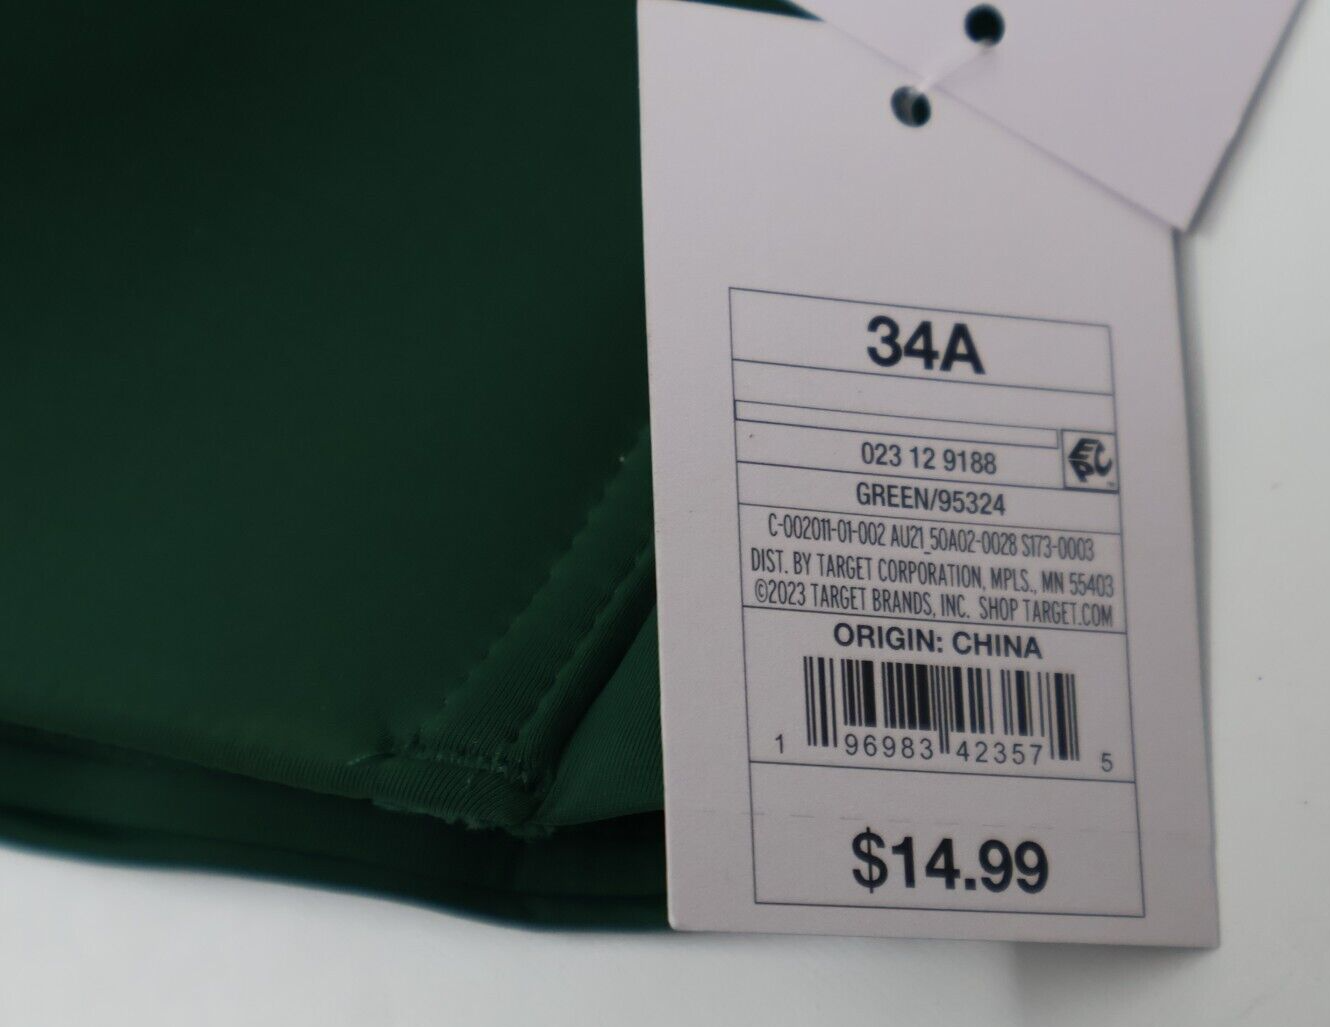 34A
023 12 9188
EPC
GREEN/95324
C-002011-01-002 AU21_50A02-0028 S173-0003
DIST. BY TARGET CORPORATION, MPLS., MN 55403
©2023 TARGET BRANDS, INC. SHOP TARGET.COM
ORIGIN: CHINA
1 96983 42357 5
$14.99